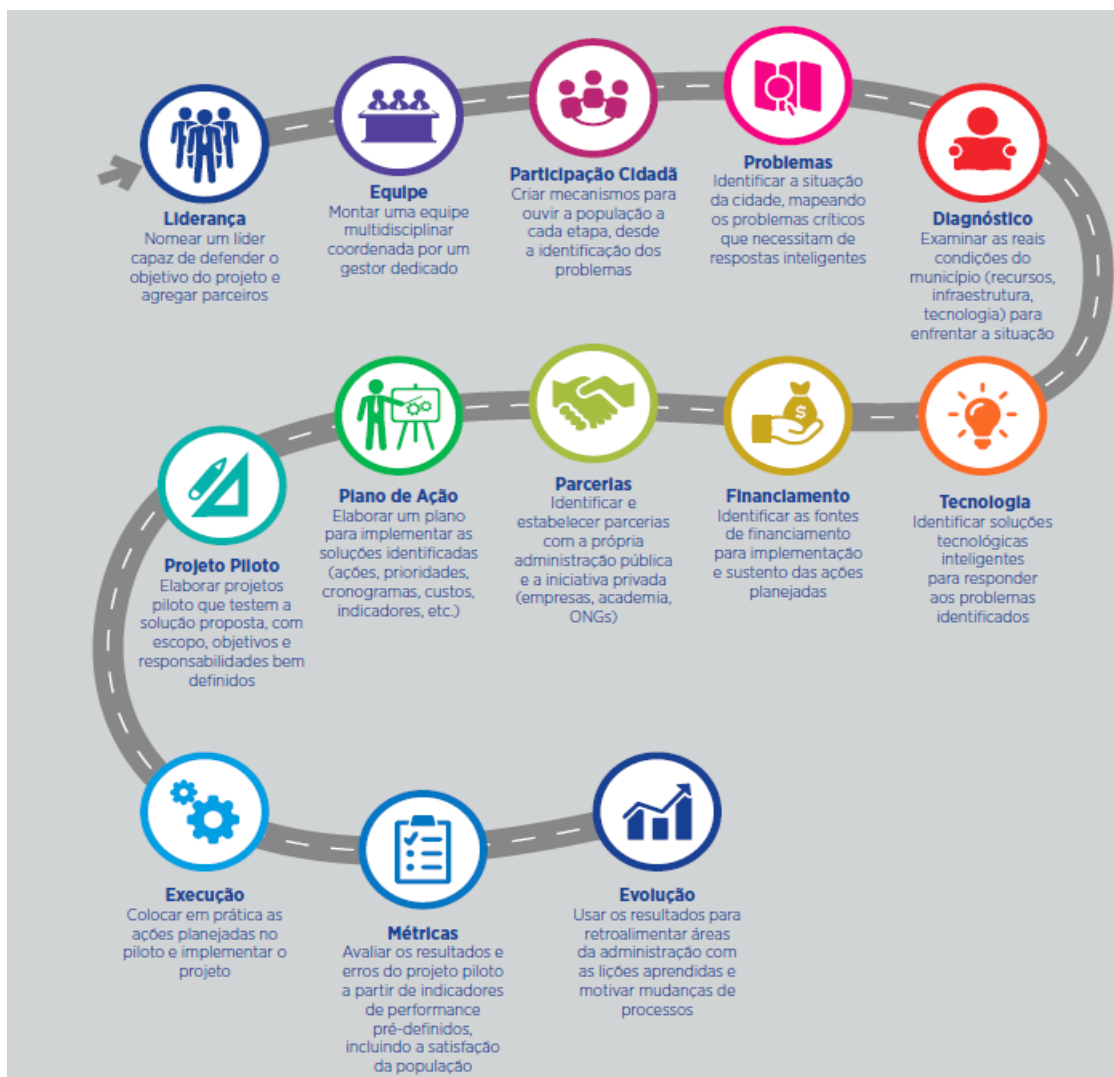 Liderança
Nomear um líder
capaz de defender o
objetivo do projeto e
agregar parceiros
Equipe
Montar uma equipe
multidisciplinar
coordenada por um
gestor dedicado
Participação Cidadã
Criar mecanismos para
ouvir a população a
cada etapa, desde
a identificação dos
problemas
Problemas
Identificar a situação
da cidade, mapeando
os problemas críticos
que necessitam de
respostas inteligentes
Diagnóstico
Examinar as reais
condições do
município (recursos,
infraestrutura,
tecnologia) para
enfrentar a situação
Tecnologia
Identificar soluções
tecnológicas
inteligentes
para responder
aos problemas
identificados
$
Financiamento
Identificar as fontes
de financiamento
para implementação
e sustento das ações
planejadas
Parcerias
Identificar e
estabelecer parcerias
com a própria
administração pública
e a iniciativa privada
(empresas, academia,
ONGs)
Plano de Ação
Elaborar um plano
para implementar as
soluções identificadas
(ações, prioridades,
cronogramas, custos,
indicadores, etc.)
Projeto Piloto
Elaborar projetos
piloto que testem a
solução proposta, com
escopo, objetivos e
responsabilidades bem
definidos
Execução
Colocar em prática as
ações planejadas no
piloto e implementar o
projeto
Métricas
Avaliar os resultados e
erros do projeto piloto
a partir de indicadores
de performance
pré-definidos,
incluindo a satisfação
da população
Evolução
Usar os resultados para
retroalimentar áreas
da administração com
as lições aprendidas e
motivar mudanças de
processos